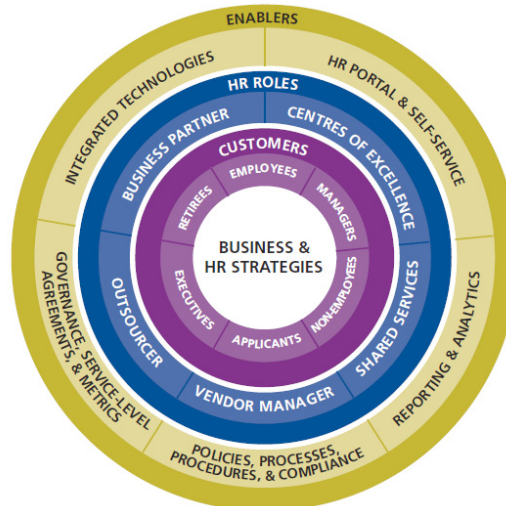 ENABLERS
INTEGRATED TECHNOLOGIES
HR PORTAL & SELF-SERVICE
REPORTING & ANALYTICS
POLICIES, PROCESSES,
PROCEDURES, & COMPLIANCE
GOVERNANCE, SERVICE-LEVEL
AGREEMENTS, & METRICS
HR ROLES
BUSINESS PARTNER
CENTRES OF EXCELLENCE
SHARED SERVICES
VENDOR MANAGER
OUTSOURCER
CUSTOMERS
EMPLOYEES
MANAGERS
NON-EMPLOYEES
APPLICANTS
EXECUTIVES
RETIREES
BUSINESS &
HR STRATEGIES